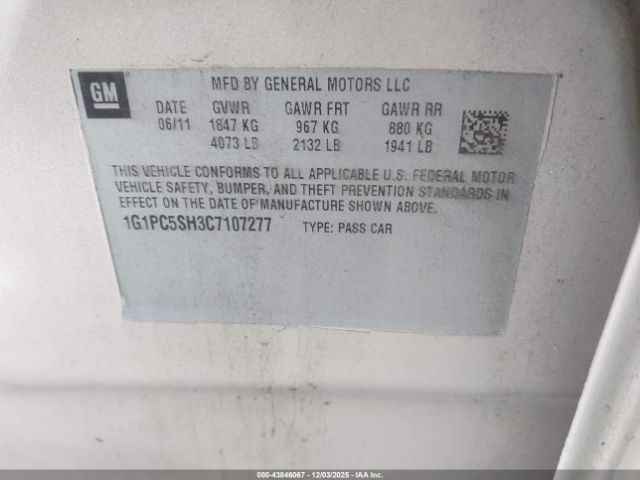 GM
MFD BY GENERAL MOTORS LLC
DATE GVWR GAWR FRT GAWR RR
06/11 1847 KG 967 KG 880 KG
4073 LB 2132 LB 1941 LB
THIS VEHICLE CONFORMS TO ALL APPLICABLE U.S. FEDERAL MOTOR
VEHICLE SAFETY, BUMPER, AND THEFT PREVENTION STANDARDS IN
EFFECT ON THE DATE OF MANUFACTURE SHOWN ABOVE.
1G1PC5SH3C7107277 TYPE: PASS CAR
00-43846067 - 12/03/2025 - COPART.COM